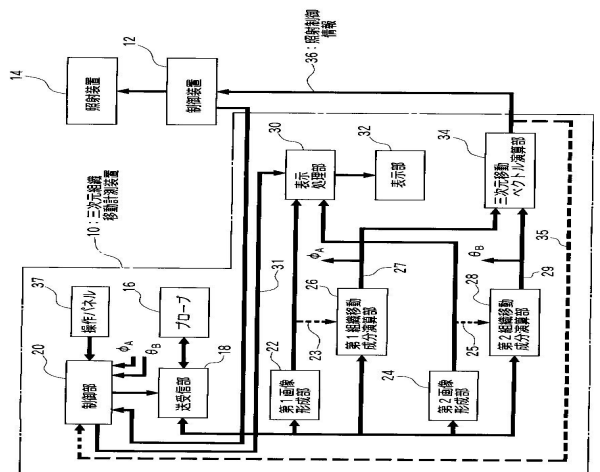 14
照射装置
12
制御装置
36：照射制御
情報
10：三次元組織
移動計測装置
37
操作パネル
20
制御部
φA
θB
16
プローブ
18
送受信部
30
表示
処理部
32
表示部
31
34
三次元移動
ベクトル演算部
35
φA
27
26
第1組織移動
成分演算部
22
第1画像
形成部
23
θB
29
28
第2組織移動
成分演算部
24
第2画像
形成部
25